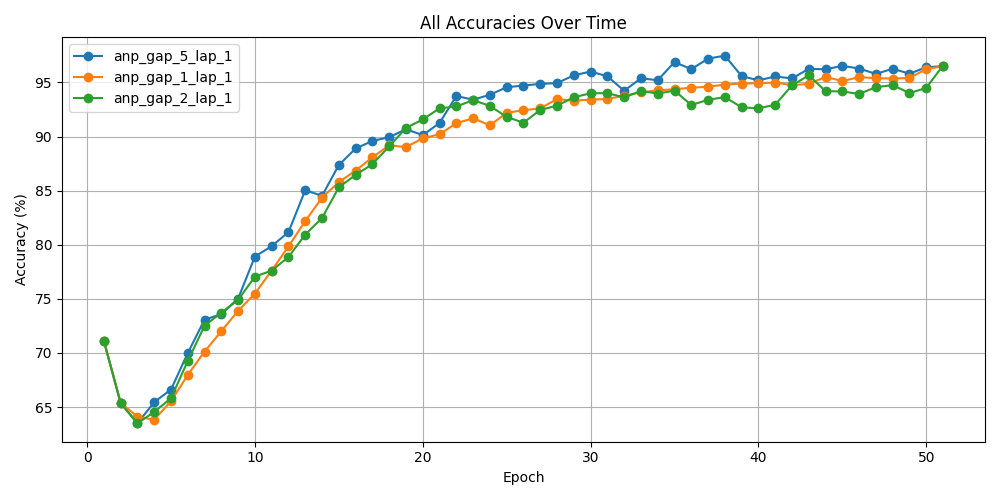 All Accuracies Over Time
anp_gap_5_lap_1
anp_gap_1_lap_1
anp_gap_2_lap_1
Accuracy (%)
95
90
85
80
75
70
65
0 10 20 30 40 50
Epoch